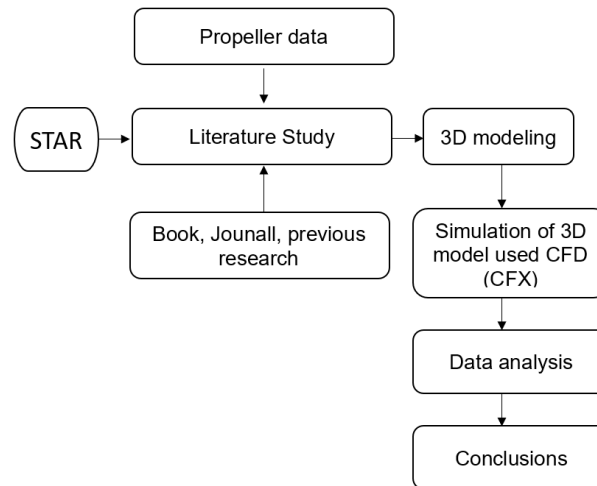 Propeller data
STAR
Literature Study
3D modeling
Book, Jounall, previous
research
Simulation of 3D
model used CFD
(CFX)
Data analysis
Conclusions